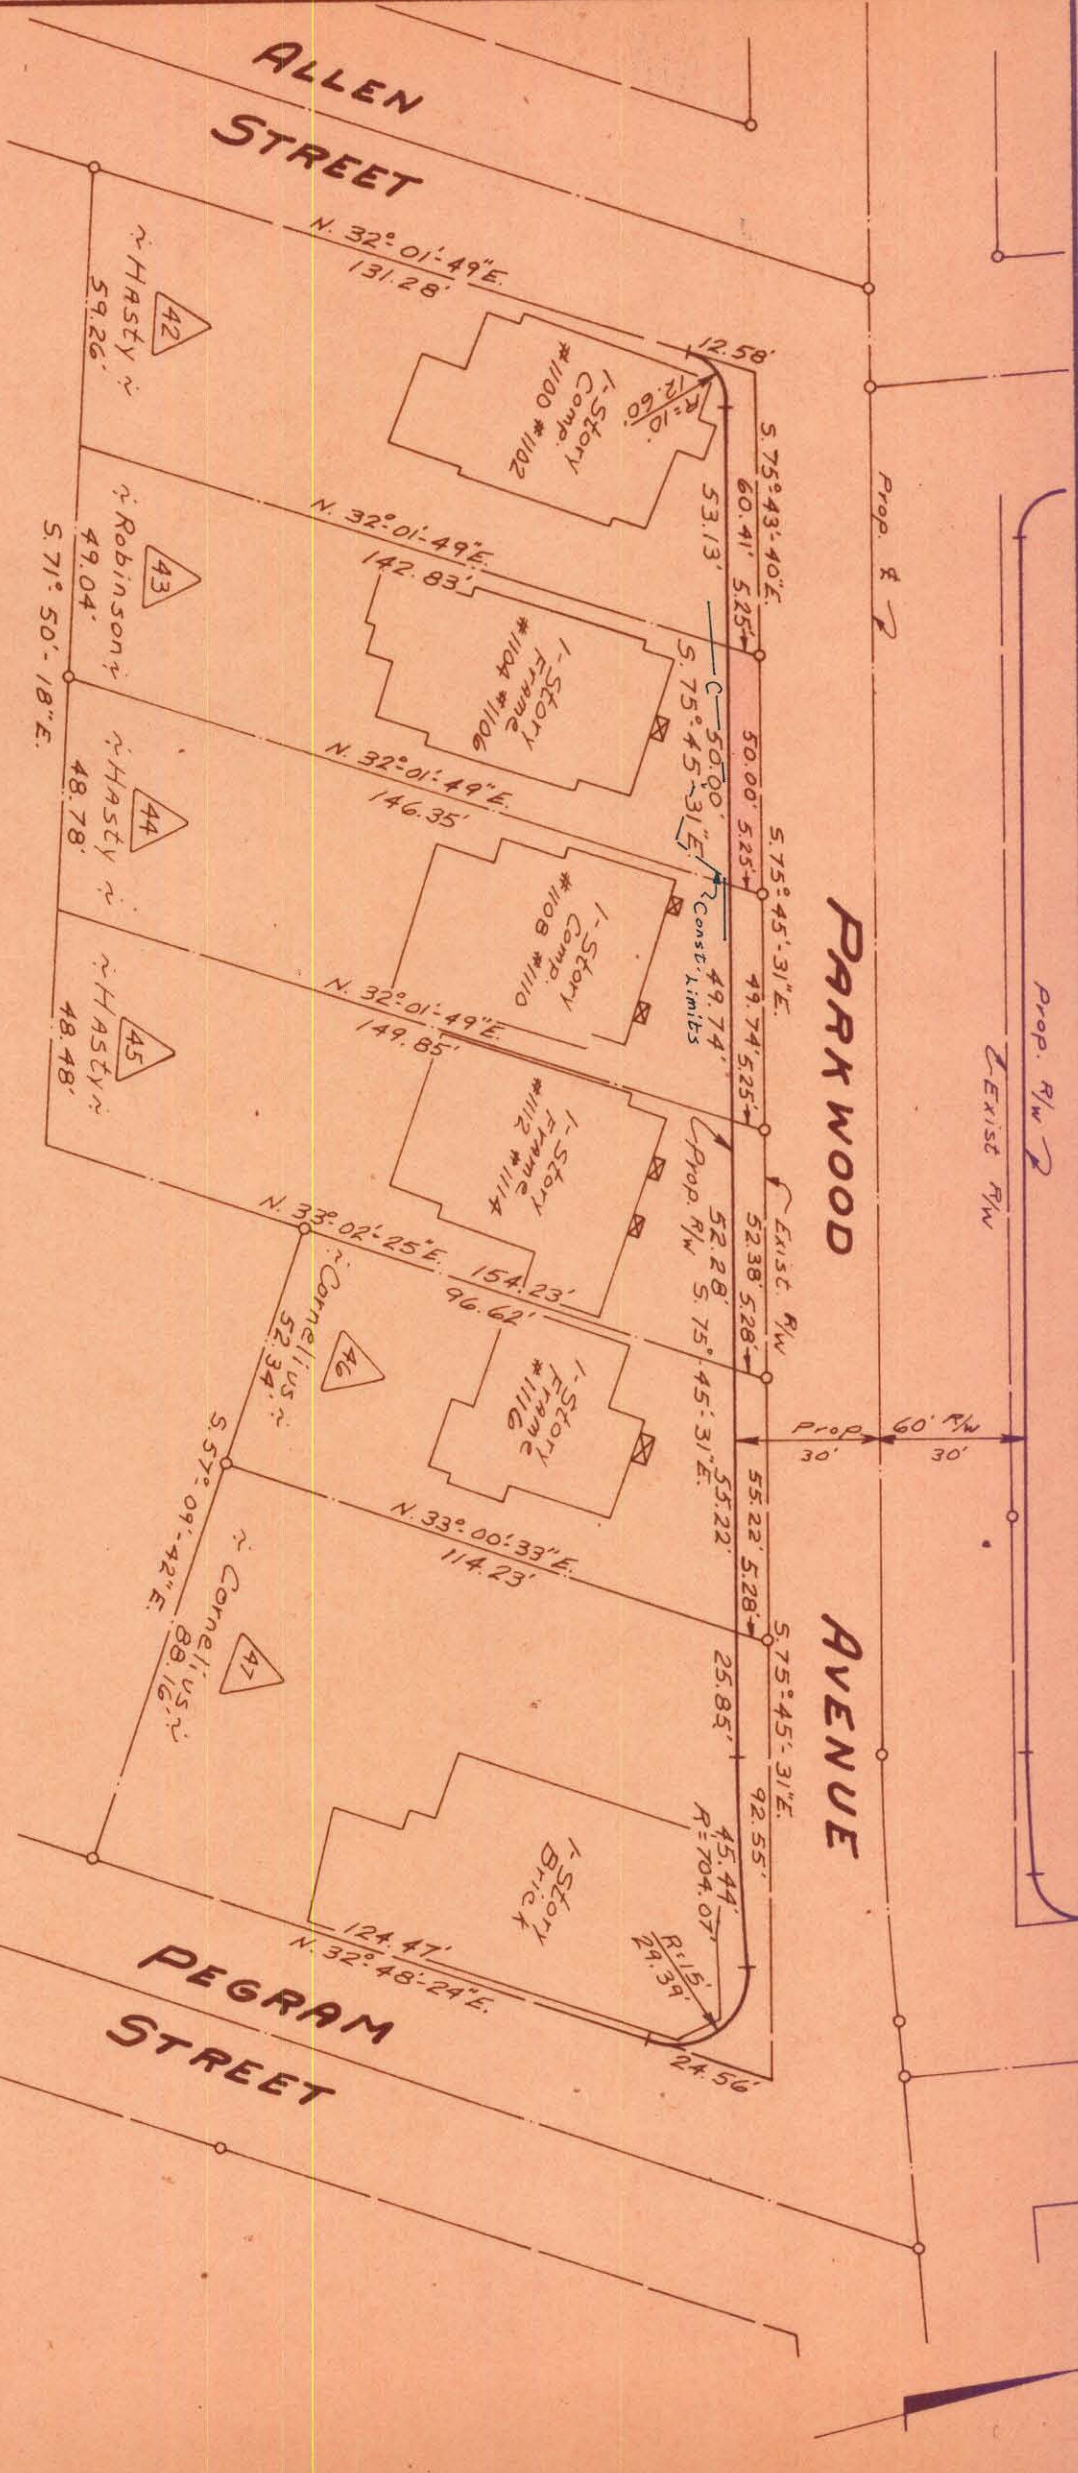 ALLEN
STREET
N. 32°-01'-49"E.
131.28'
~ HAsty ~
42
59.26'
1-Story
Comp.
#1100 #1102
12.58'
R=10'
12.60'
S. 75°-43'-40"E.
60.41' 5.25'
53.13'
Prop. ⅊
N. 32°-01'-49"E.
142.83'
~ Robinson ~
43
49.04'
S. 71°-50'-18"E.
1-Story
Frame
#1104 #1106
C 50.00'
S. 75°-45'-31"E.
50.00' 5.25'
N. 32°-01'-49"E.
146.35'
~ HAsty ~
44
48.78'
1-Story
Comp.
#1108 #1110
Const. Limits
S. 75°-45'-31"E.
49.74' 5.25'
49.74'
PARKWOOD
AVENUE
Prop. R/W
Exist R/W
N. 32°-01'-49"E.
149.85'
~ HAsty ~
45
48.48'
1-Story
Frame
#1112 #1114
Prop. R/W S. 75°-45'-31"E.
Exist. R/W
52.38' 5.28'
52.28'
N. 33°-02'-25"E. 154.23'
96.62'
~ Cornelius ~
46
52.34'
1-Story
Frame
#1116
Prop. 60' R/W
30' 30'
55.22' 5.28'
55.22'
S. 57°-09'-42"E.
N. 33°-00'-33"E.
114.23'
~ Cornelius ~
47
88.16'
S. 75°-45'-31"E.
92.55'
25.85'
45.44'
R=704.07'
R=15'
29.39'
1-Story
Brick
124.47'
N. 32°-48'-24"E.
24.56'
PEGRAM
STREET